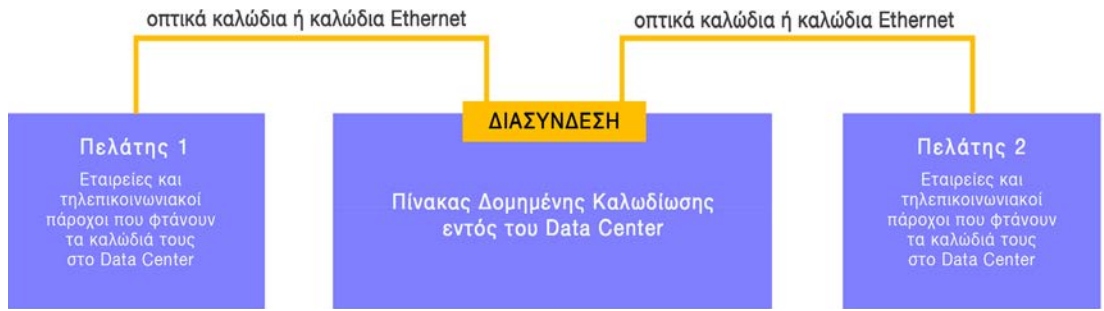 οπτικά καλώδια ή καλώδια Ethernet
οπτικά καλώδια ή καλώδια Ethernet
ΔΙΑΣΥΝΔΕΣΗ
Πελάτης 1
Εταιρείες και
τηλεπικοινωνιακοί
πάροχοι που φτάνουν
τα καλώδιά τους
στο Data Center
Πίνακας Δομημένης Καλωδίωσης
εντός του Data Center
Πελάτης 2
Εταιρείες και
τηλεπικοινωνιακοί
πάροχοι που φτάνουν
τα καλώδιά τους
στο Data Center